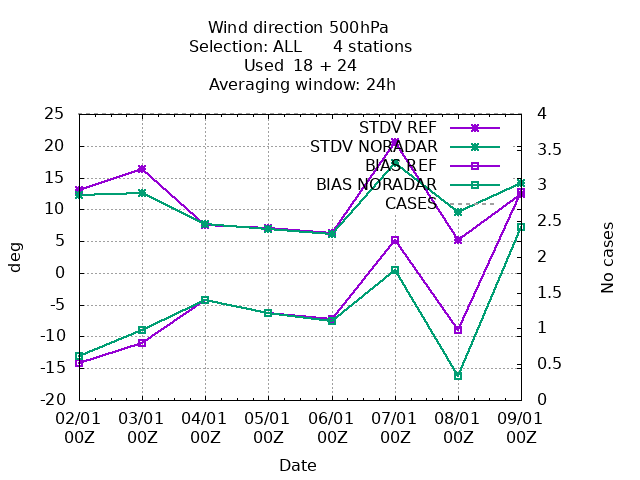 Wind direction 500hPa
Selection: ALL 4 stations
Used 18 + 24
Averaging window: 24h
25
20
15
10
5
0
-5
-10
-15
-20
deg
4
3.5
3
2.5
2
1.5
1
0.5
0
No cases
STDV REF
STDV NORADAR
BIAS REF
BIAS NORADAR
CASES
02/01 03/01 04/01 05/01 06/01 07/01 08/01 09/01
00Z 00Z 00Z 00Z 00Z 00Z 00Z 00Z
Date